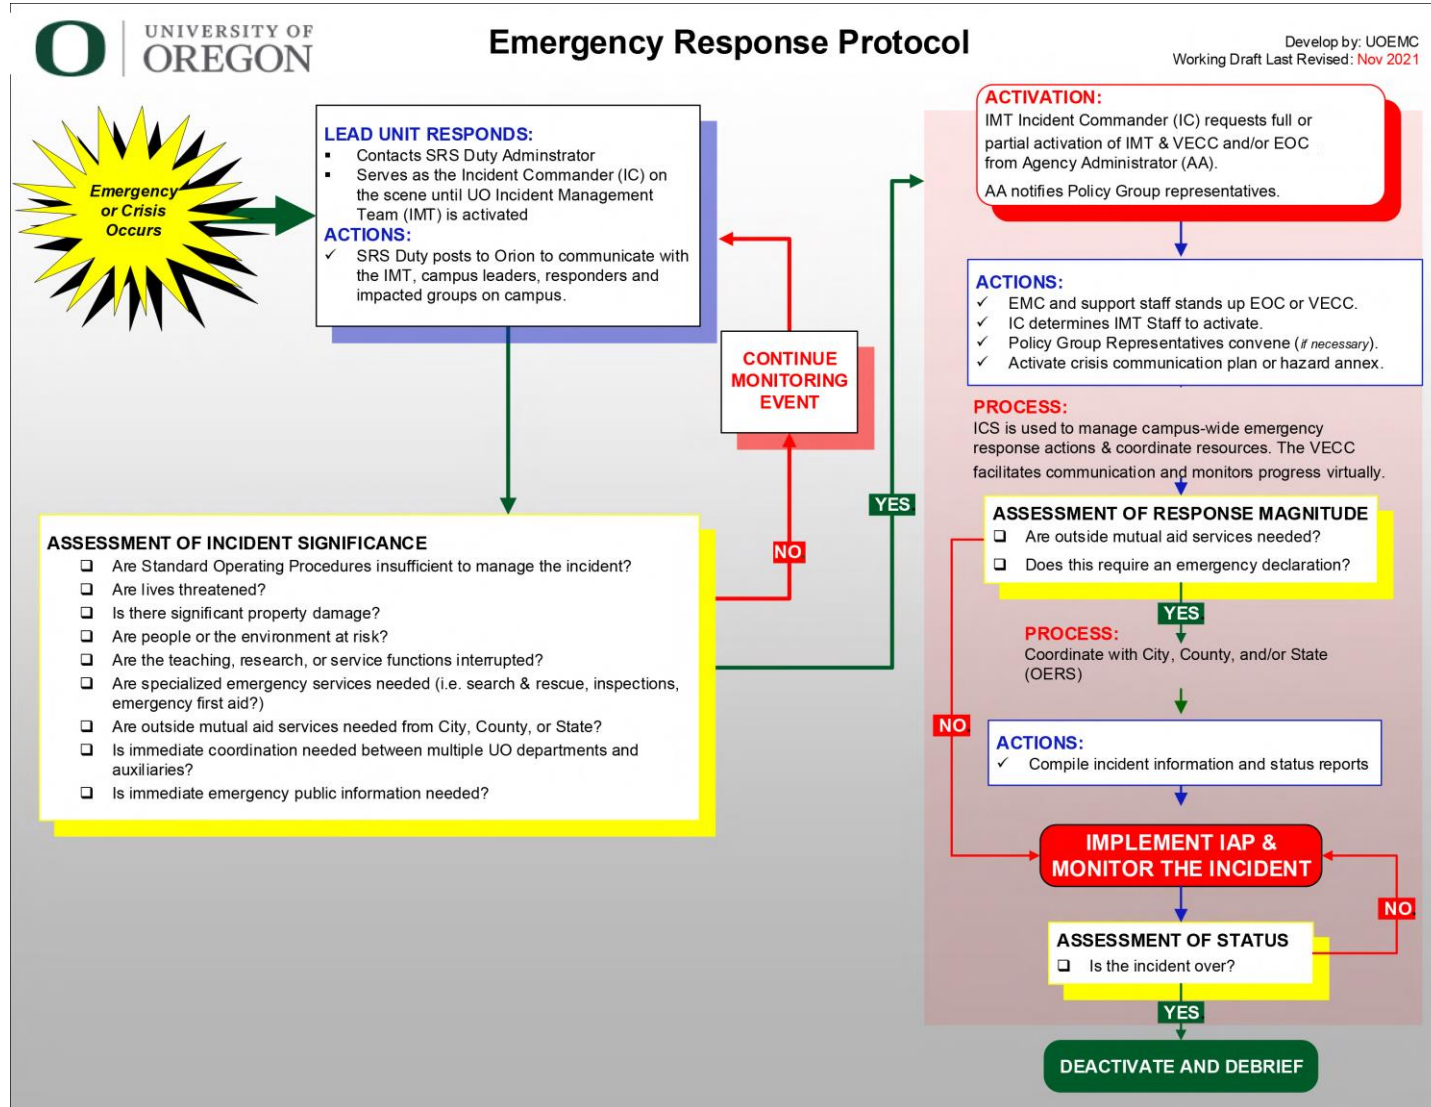 UNIVERSITY OF
OREGON
Emergency Response Protocol
Develop by: UOEMC
Working Draft Last Revised: Nov 2021
Emergency
or Crisis
Occurs
LEAD UNIT RESPONDS:
▪ Contacts SRS Duty Adminstrator
▪ Serves as the Incident Commander (IC) on
the scene until UO Incident Management
Team (IMT) is activated
ACTIONS:
✓ SRS Duty posts to Orion to communicate with
the IMT, campus leaders, responders and
impacted groups on campus.
CONTINUE
MONITORING
EVENT
NO
YES
ASSESSMENT OF INCIDENT SIGNIFICANCE
❑ Are Standard Operating Procedures insufficient to manage the incident?
❑ Are lives threatened?
❑ Is there significant property damage?
❑ Are people or the environment at risk?
❑ Are the teaching, research, or service functions interrupted?
❑ Are specialized emergency services needed (i.e. search & rescue, inspections,
emergency first aid?)
❑ Are outside mutual aid services needed from City, County, or State?
❑ Is immediate coordination needed between multiple UO departments and
auxiliaries?
❑ Is immediate emergency public information needed?
ACTIVATION:
IMT Incident Commander (IC) requests full or
partial activation of IMT & VECC and/or EOC
from Agency Administrator (AA).
AA notifies Policy Group representatives.
ACTIONS:
✓ EMC and support staff stands up EOC or VECC.
✓ IC determines IMT Staff to activate.
✓ Policy Group Representatives convene (if necessary).
✓ Activate crisis communication plan or hazard annex.
PROCESS:
ICS is used to manage campus-wide emergency
response actions & coordinate resources. The VECC
facilitates communication and monitors progress virtually.
ASSESSMENT OF RESPONSE MAGNITUDE
❑ Are outside mutual aid services needed?
❑ Does this require an emergency declaration?
YES
PROCESS:
Coordinate with City, County, and/or State
(OERS)
NO
ACTIONS:
✓ Compile incident information and status reports
IMPLEMENT IAP &
MONITOR THE INCIDENT
NO
ASSESSMENT OF STATUS
❑ Is the incident over?
YES
DEACTIVATE AND DEBRIEF